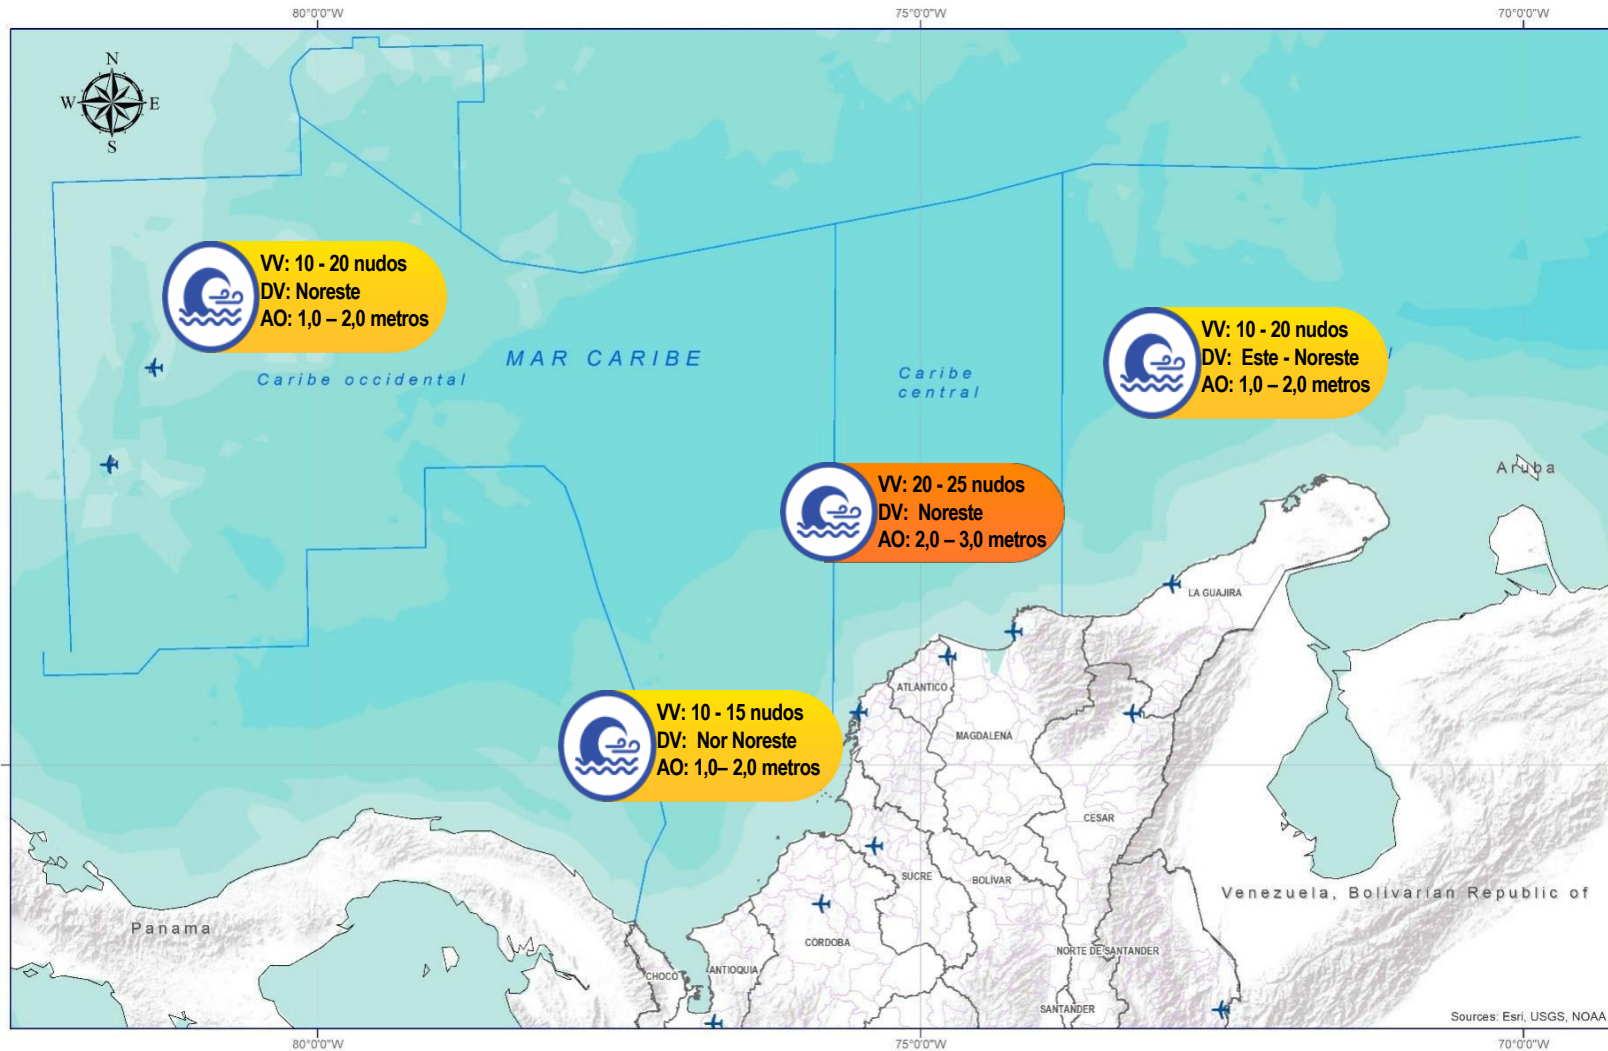 80°0'0"W
75°0'0"W
70°0'0"W
N
W
E
S
VV: 10 - 20 nudos
DV: Noreste
AO: 1,0 – 2,0 metros
VV: 10 - 20 nudos
DV: Este - Noreste
AO: 1,0 – 2,0 metros
MAR CARIBE
Caribe occidental
Caribe
central
VV: 20 - 25 nudos
DV: Noreste
AO: 2,0 – 3,0 metros
Aruba
LA GUAJIRA
ATLÁNTICO
VV: 10 - 15 nudos
DV: Nor Noreste
AO: 1,0– 2,0 metros
MAGDALENA
CESAR
SUCRE
BOLÍVAR
Venezuela, Bolivarian Republic of
Panama
CÓRDOBA
NORTE DE SANTANDER
CHOCÓ
ANTIOQUIA
SANTANDER
Sources: Esri, USGS, NOAA
80°0'0"W
75°0'0"W
70°0'0"W